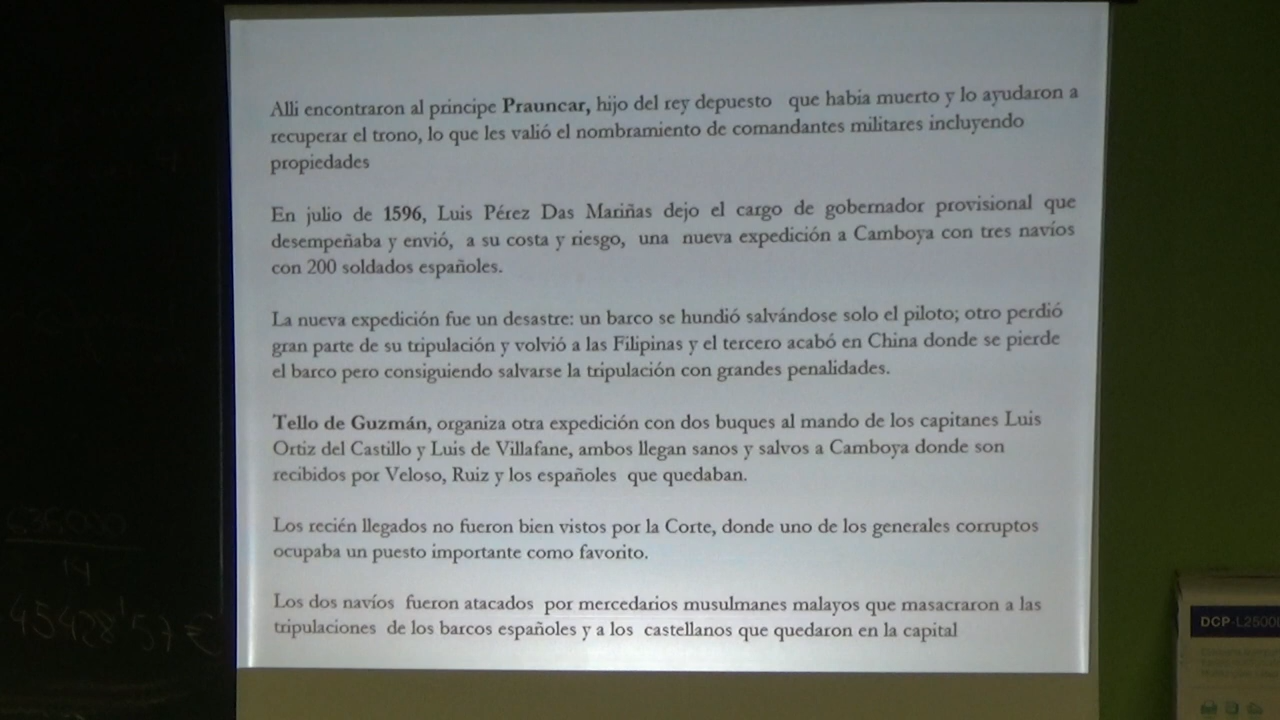 Alli encontraron al principe Prauncar, hijo del rey depuesto que habia muerto y lo ayudaron a
recuperar el trono, lo que les valió el nombramiento de comandantes militares incluyendo
propiedades
En julio de 1596, Luis Pérez Das Mariñas dejo el cargo de gobernador provisional que
desempeñaba y envió, a su costa y riesgo, una nueva expedición a Camboya con tres navíos
con 200 soldados españoles.
La nueva expedición fue un desastre: un barco se hundió salvándose solo el piloto; otro perdió
gran parte de su tripulación y volvió a las Filipinas y el tercero acabó en China donde se pierde
el barco pero consiguiendo salvarse la tripulación con grandes penalidades.
Tello de Guzmán, organiza otra expedición con dos buques al mando de los capitanes Luis
Ortiz del Castillo y Luis de Villafane, ambos llegan sanos y salvos a Camboya donde son
recibidos por Veloso, Ruiz y los españoles que quedaban.
Los recién llegados no fueron bien vistos por la Corte, donde uno de los generales corruptos
ocupaba un puesto importante como favorito.
Los dos navíos fueron atacados por mercedarios musulmanes malayos que masacraron a las
tripulaciones de los barcos españoles y a los castellanos que quedaron en la capital
14
45428'57 €
DCP-L2500